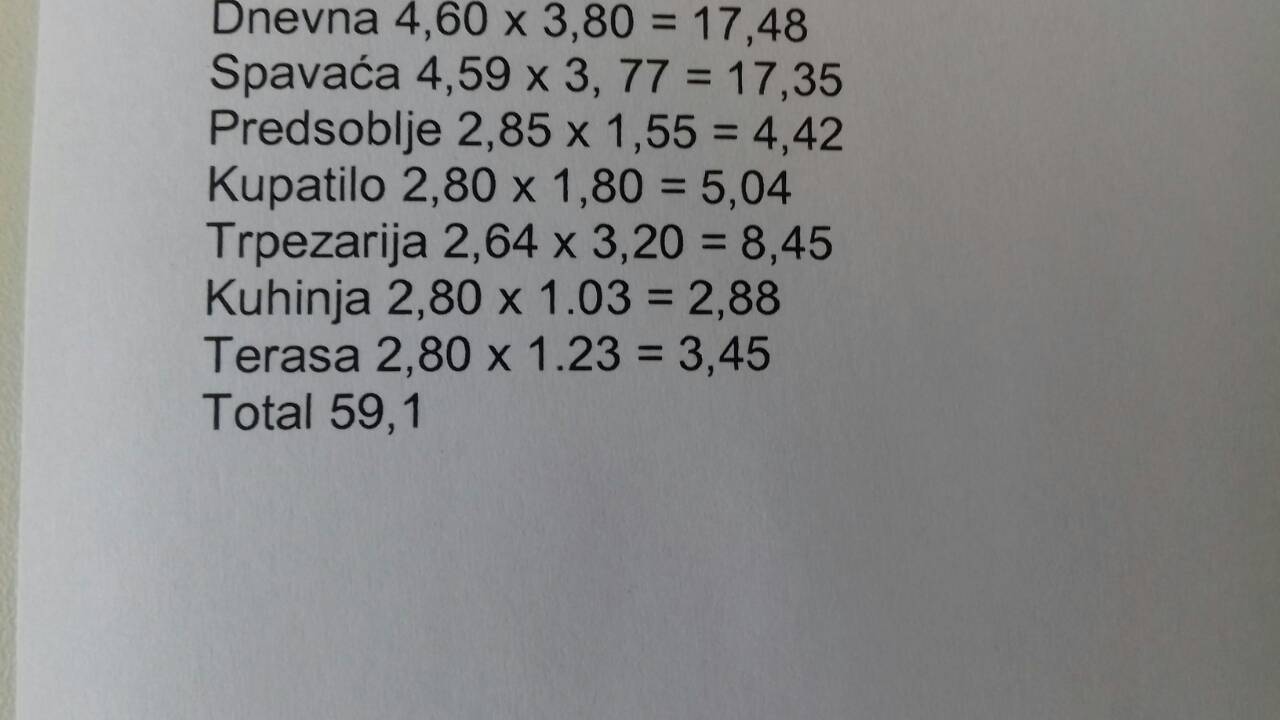 Dnevna 4,60 x 3,80 = 17,48
Spavaća 4,59 x 3, 77 = 17,35
Predsoblje 2,85 x 1,55 = 4,42
Kupatilo 2,80 x 1,80 = 5,04
Trpezarija 2,64 x 3,20 = 8,45
Kuhinja 2,80 x 1.03 = 2,88
Terasa 2,80 x 1.23 = 3,45
Total 59,1